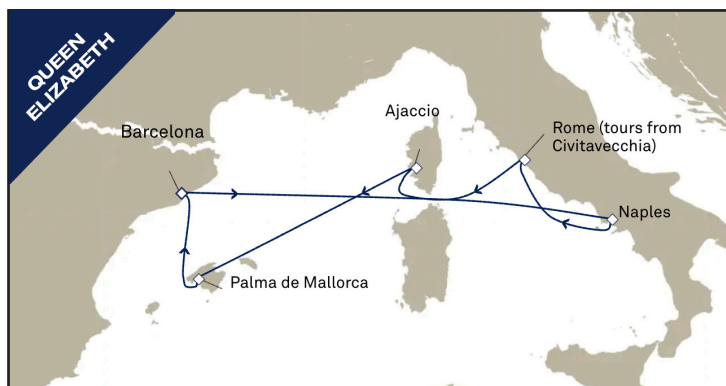 QUEEN
ELIZABETH
Barcelona
Ajaccio
Rome (tours from
Civitavecchia)
Naples
Palma de Mallorca